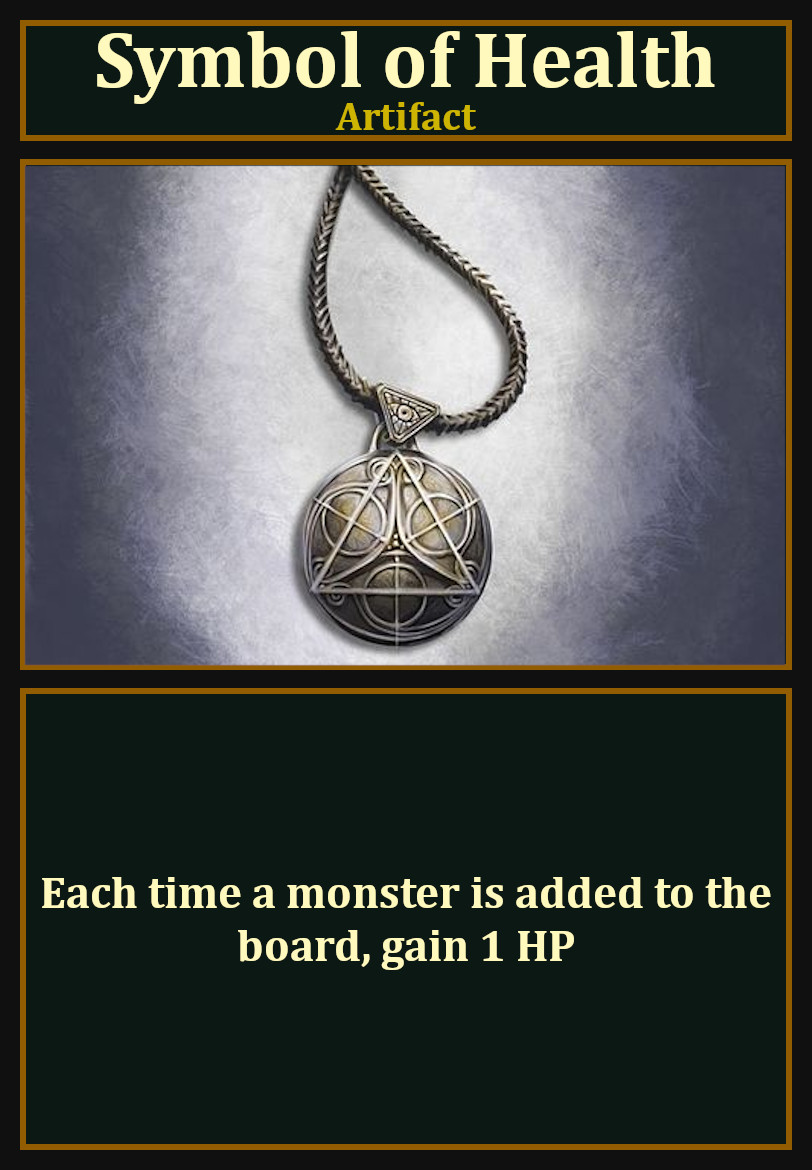 Symbol of Health
Artifact
Each time a monster is added to the
board, gain 1 HP